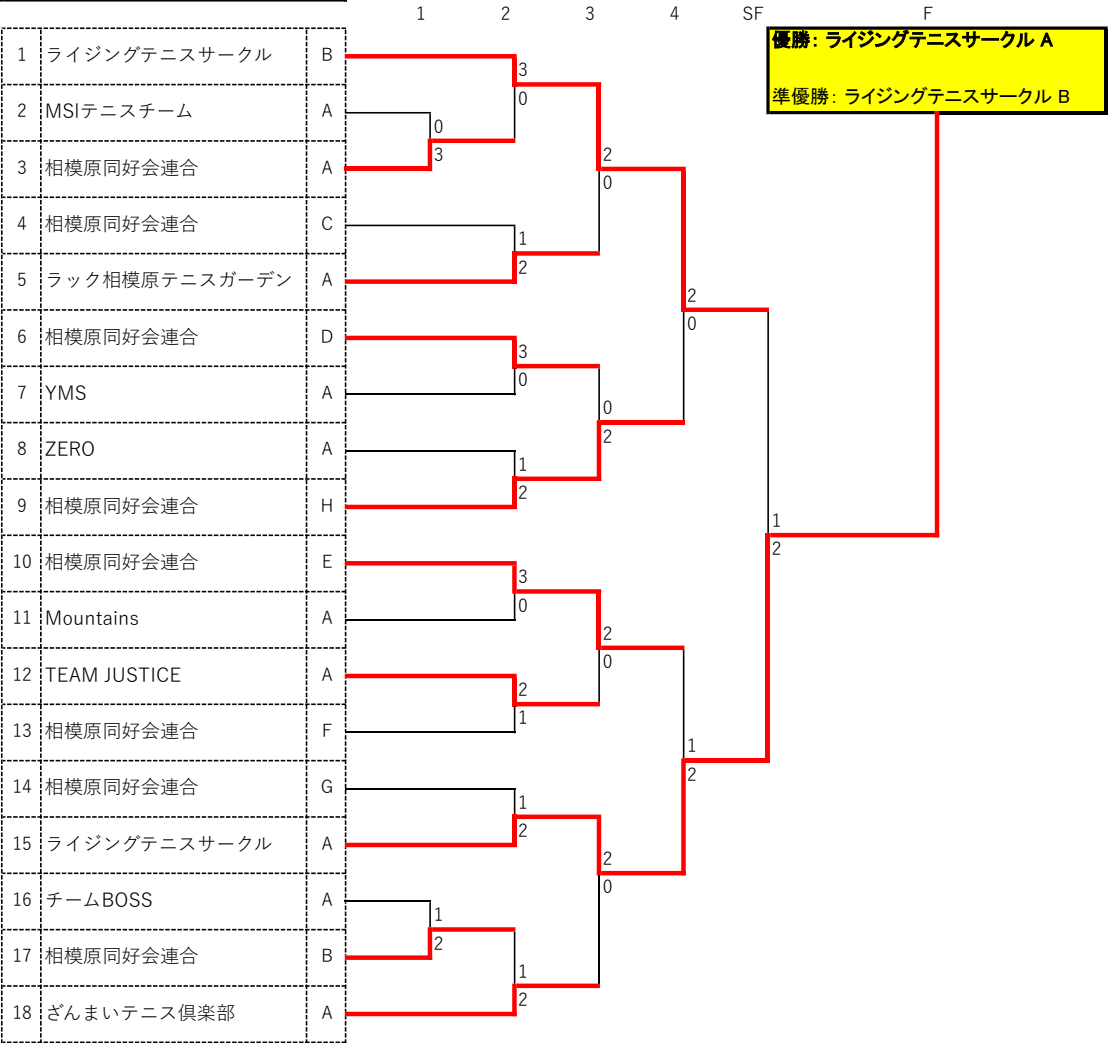 1 2 3 4 SF F
優勝: ライジングテニスサークル A
準優勝: ライジングテニスサークル B
1 ライジングテニスサークル B
3
0
2 MSIテニスチーム A
0
3
3 相模原同好会連合 A
2
0
4 相模原同好会連合 C
1
2
5 ラック相模原テニスガーデン A
2
0
6 相模原同好会連合 D
3
0
7 YMS A
0
2
8 ZERO A
1
2
9 相模原同好会連合 H
1
2
10 相模原同好会連合 E
3
0
11 Mountains A
2
0
12 TEAM JUSTICE A
2
1
13 相模原同好会連合 F
1
2
14 相模原同好会連合 G
1
2
15 ライジングテニスサークル A
2
0
16 チームBOSS A
1
2
17 相模原同好会連合 B
1
2
18 ざんまいテニス倶楽部 A